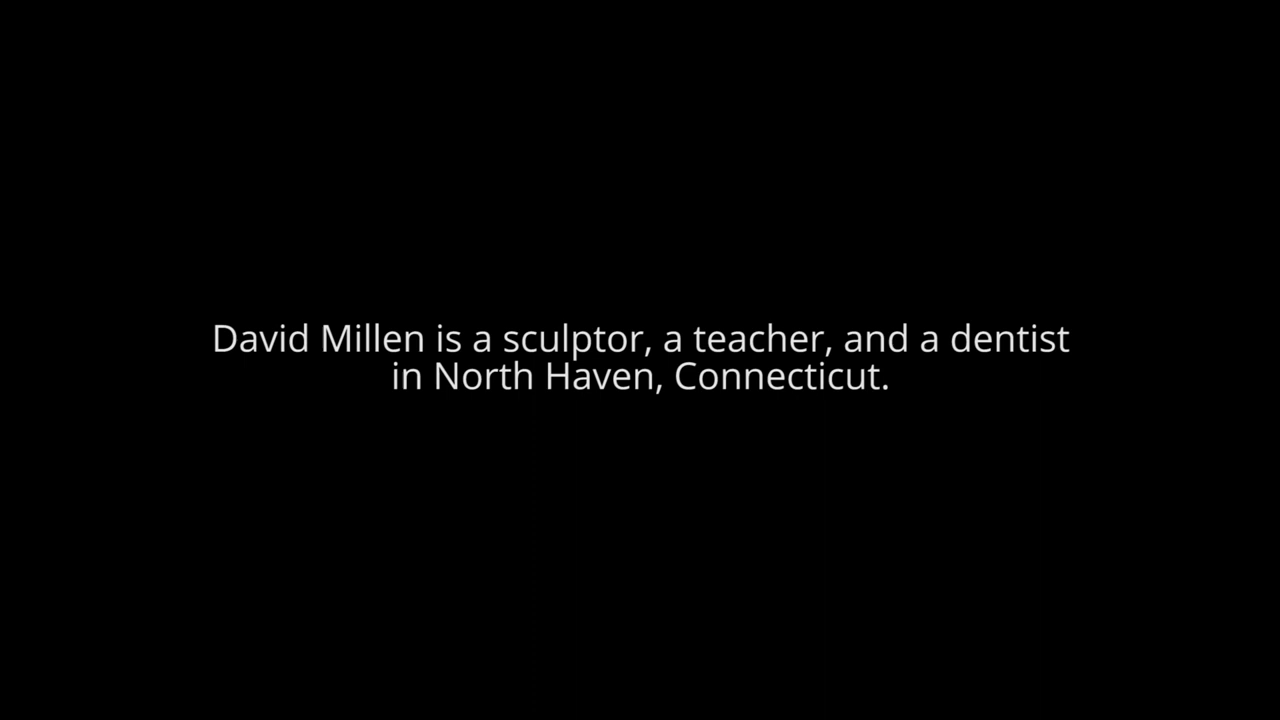 David Millen is a sculptor, a teacher, and a dentist
in North Haven, Connecticut.